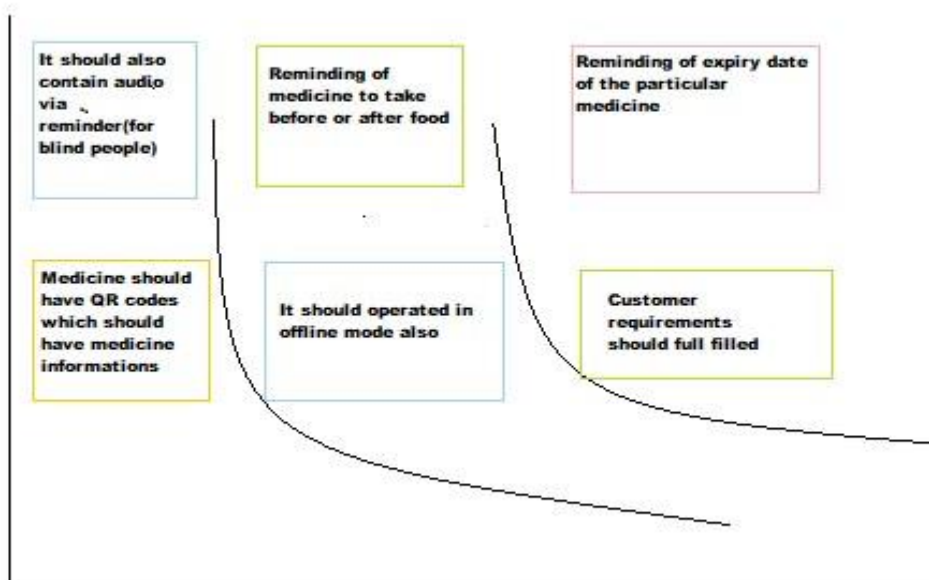 It should also
contain audio
via
reminder(for
blind people)
Reminding of
medicine to take
before or after food
Reminding of expiry date
of the particular
medicine
Medicine should
have QR codes
which should
have medicine
informations
It should operated in
offline mode also
Customer
requirements
should full filled